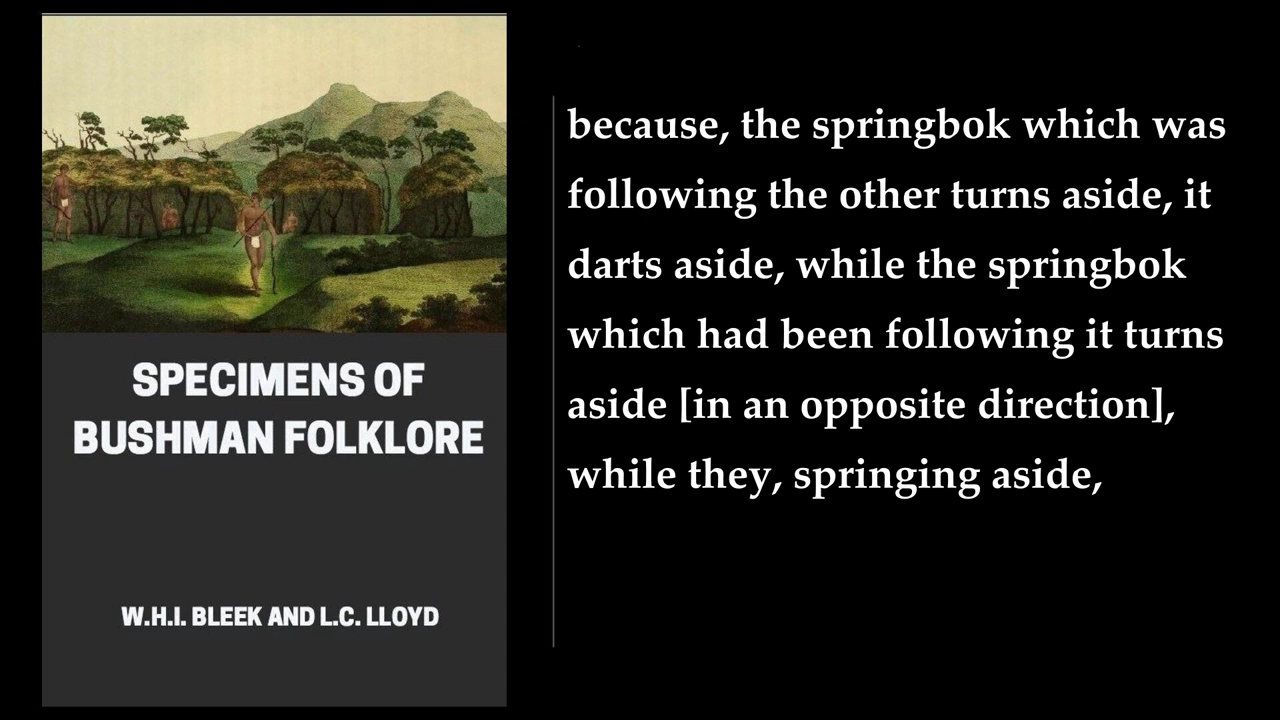 SPECIMENS OF
BUSHMAN FOLKLORE
W.H.I. BLEEK AND L.C. LLOYD
because, the springbok which was
following the other turns aside, it
darts aside, while the springbok
which had been following it turns
aside [in an opposite direction],
while they, springing aside,